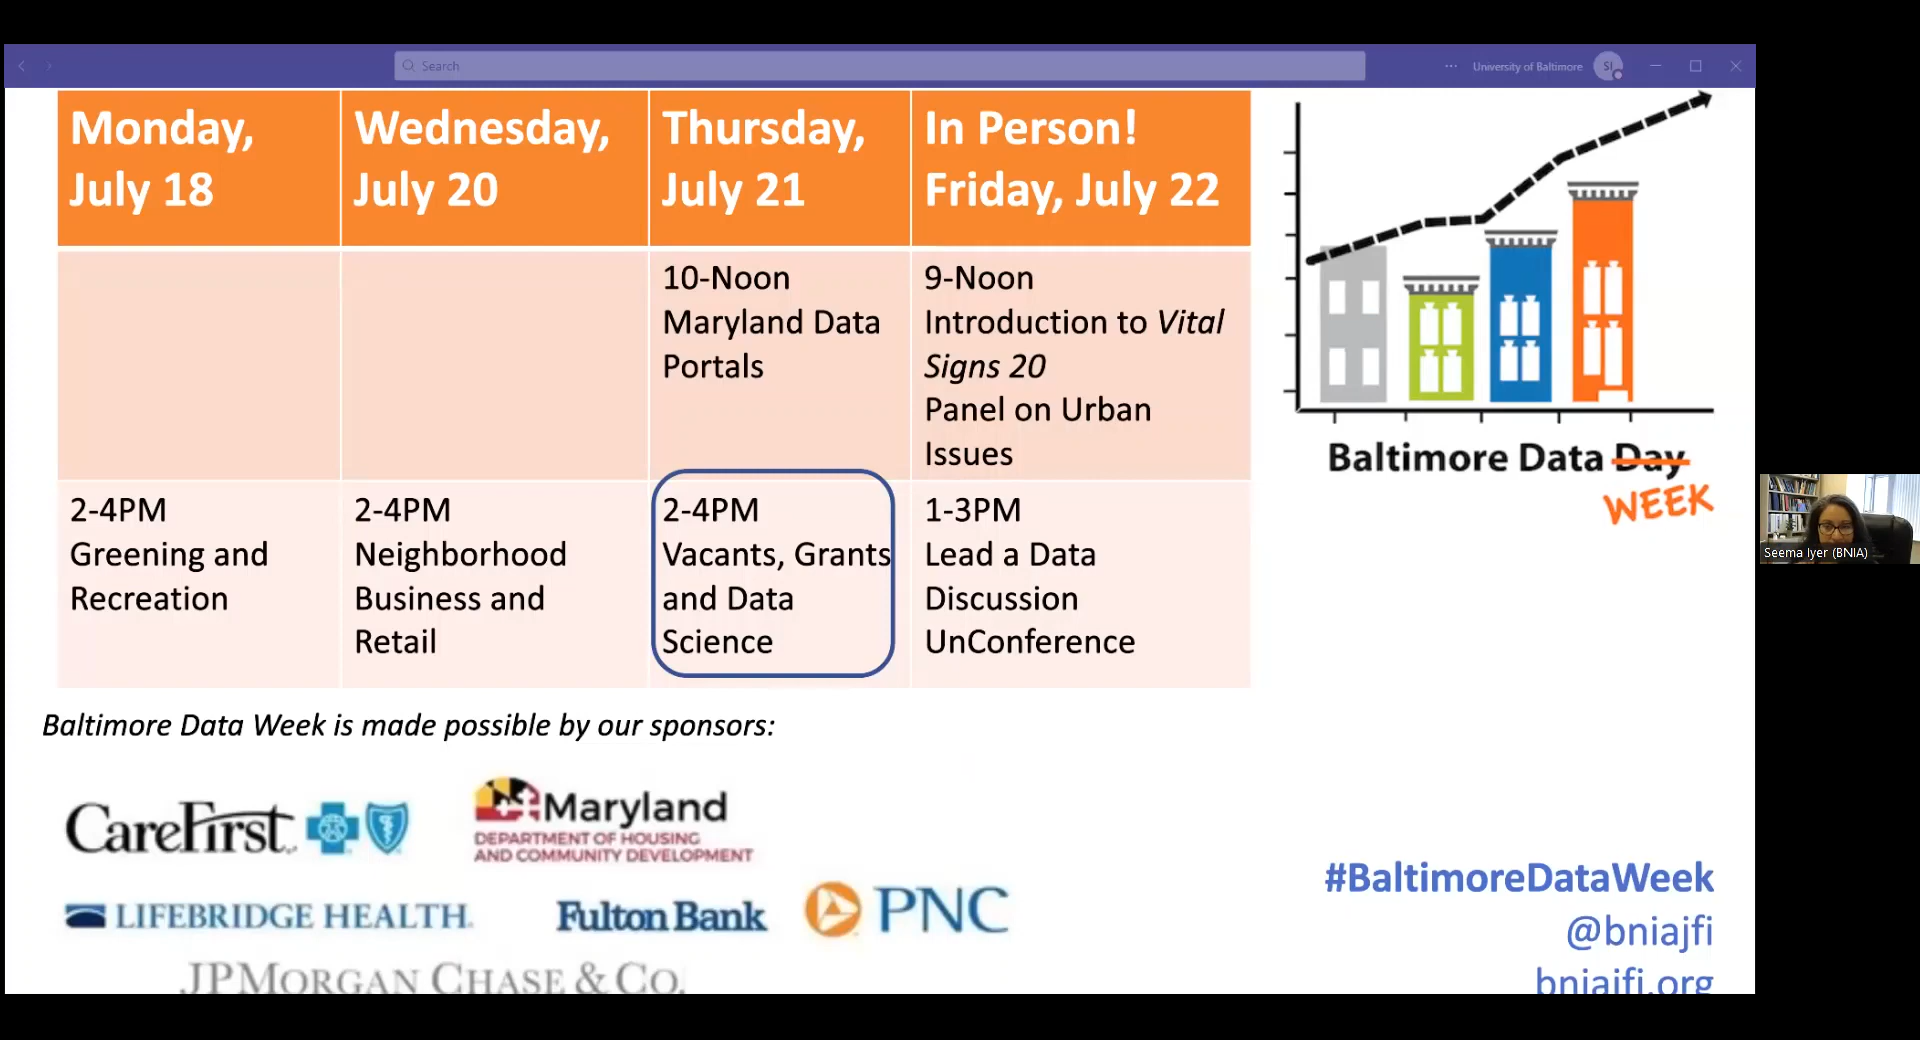 Search
University of Baltimore
SI
Monday,
July 18
Wednesday,
July 20
Thursday,
July 21
In Person!
Friday, July 22
10-Noon
Maryland Data
Portals
9-Noon
Introduction to Vital
Signs 20
Panel on Urban
Issues
2-4PM
Greening and
Recreation
2-4PM
Neighborhood
Business and
Retail
2-4PM
Vacants, Grants
and Data
Science
1-3PM
Lead a Data
Discussion
UnConference
Baltimore Data Day
WEEK
Seema Iyer (BNIA)
Baltimore Data Week is made possible by our sponsors:
CareFirst
Maryland
DEPARTMENT OF HOUSING
AND COMMUNITY DEVELOPMENT
LIFEBRIDGE HEALTH
Fulton Bank
PNC
JPMORGAN CHASE & CO.
#BaltimoreDataWeek
@bniajfi
bniajfi.org